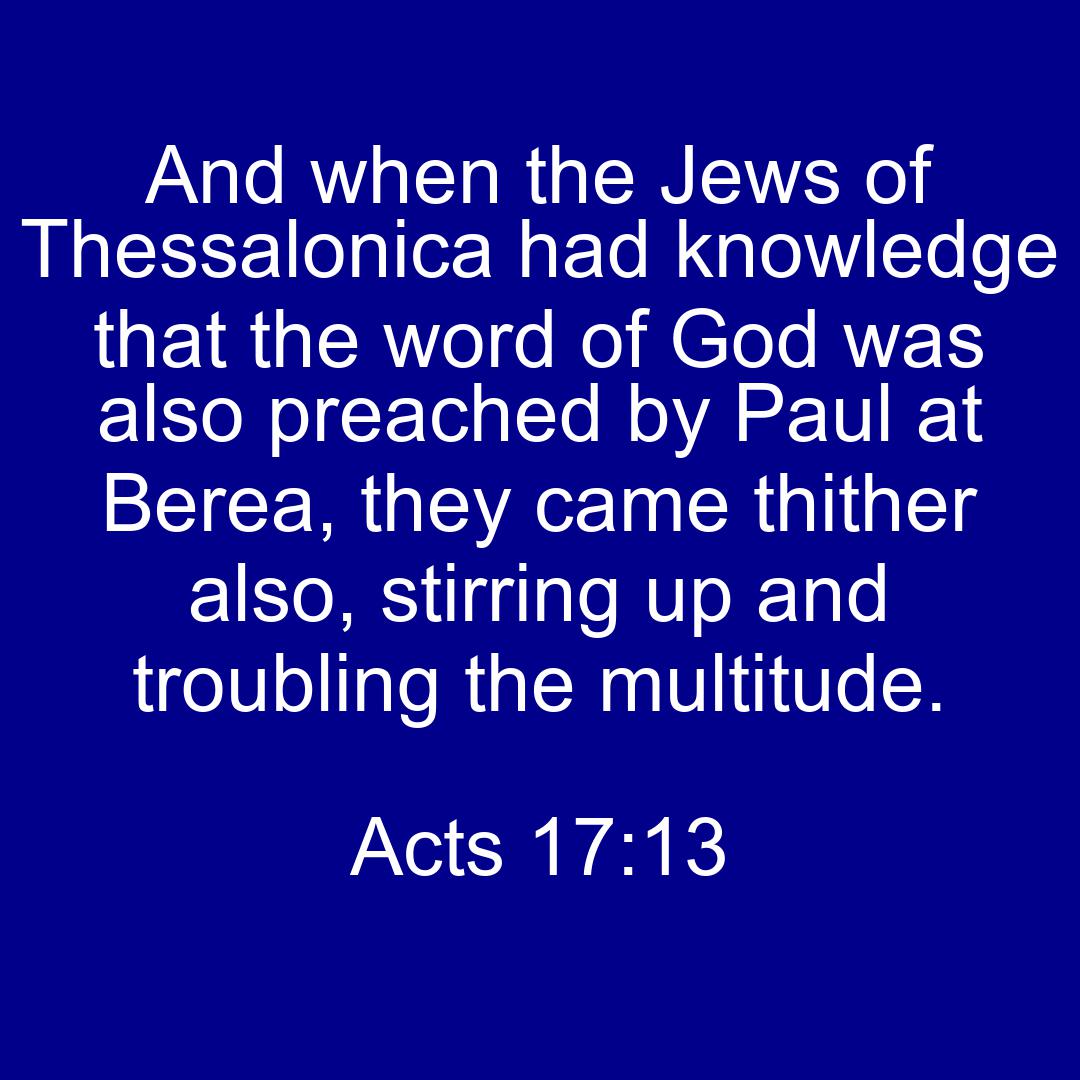 And when the Jews of
Thessalonica had knowledge
that the word of God was
also preached by Paul at
Berea, they came thither
also, stirring up and
troubling the multitude.
Acts 17:13